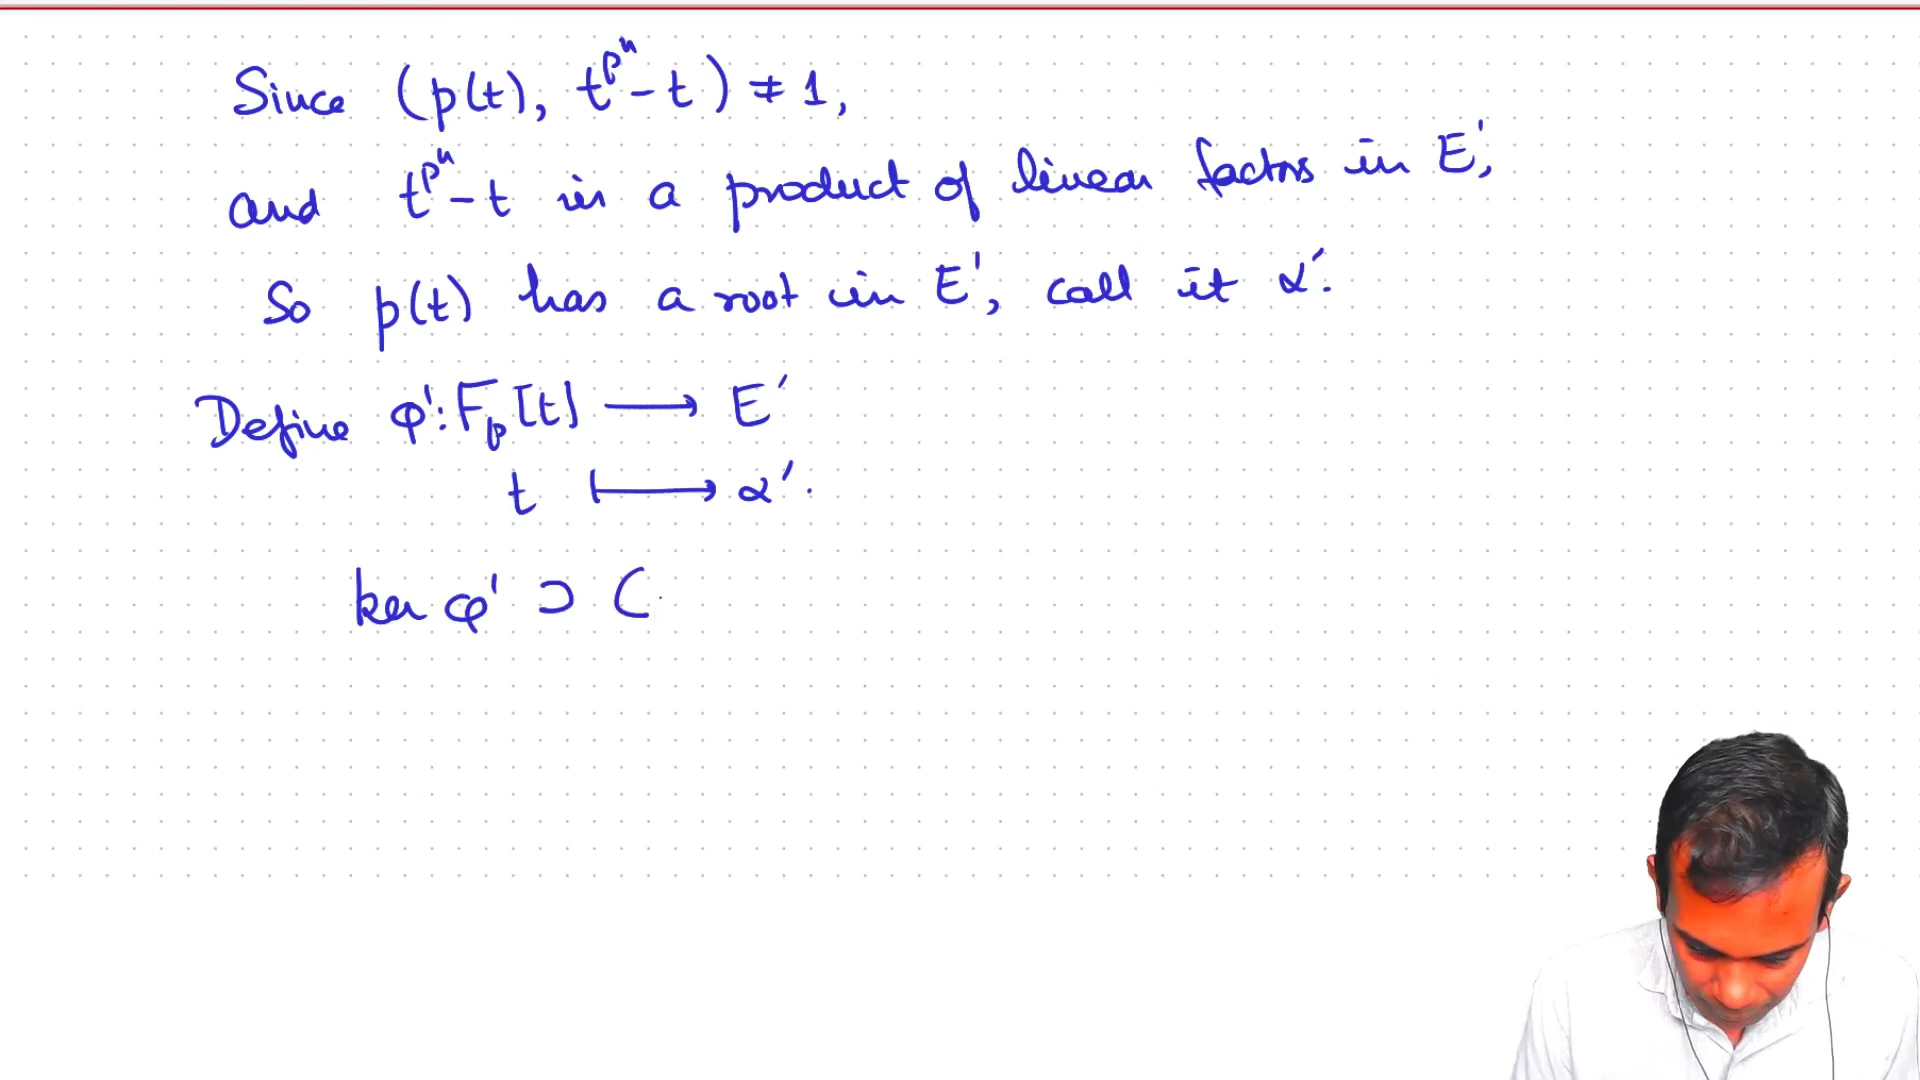 Since (p(t), t^{p^n} - t) ≠ 1,
and t^{p^n} - t is a product of linear factors in E',
So p(t) has a root in E', call it α'.
Define φ': F_p[t] ⟶ E'
t ⟼ α'.
ker φ' ⊃ (